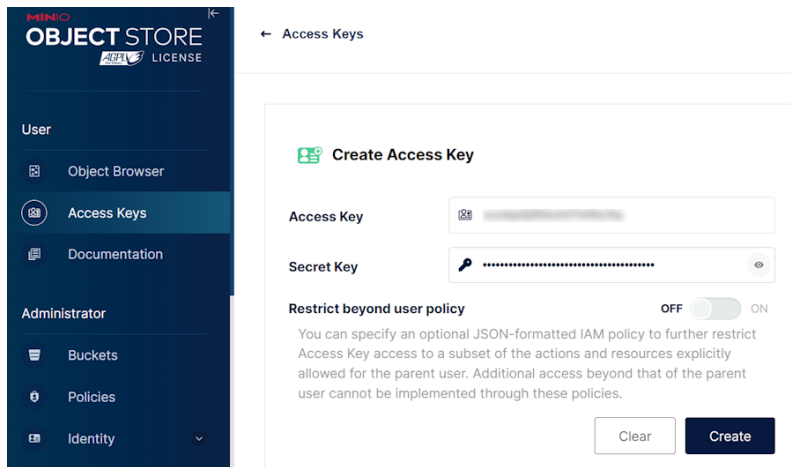 MINIO
OBJECT STORE
AGPLv3 LICENSE
User
Object Browser
Access Keys
Documentation
Administrator
Buckets
Policies
Identity
← Access Keys
Create Access Key
Access Key
Secret Key ••••••••••••••••••••••••••••••••••••••••
Restrict beyond user policy OFF ON
You can specify an optional JSON-formatted IAM policy to further restrict
Access Key access to a subset of the actions and resources explicitly
allowed for the parent user. Additional access beyond that of the parent
user cannot be implemented through these policies.
Clear Create